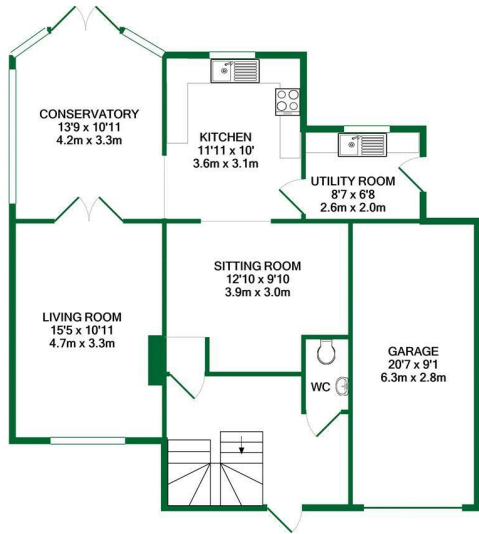 CONSERVATORY
13'9 x 10'11
4.2m x 3.3m
KITCHEN
11'11 x 10'
3.6m x 3.1m
UTILITY ROOM
8'7 x 6'8
2.6m x 2.0m
SITTING ROOM
12'10 x 9'10
3.9m x 3.0m
LIVING ROOM
15'5 x 10'11
4.7m x 3.3m
GARAGE
20'7 x 9'1
6.3m x 2.8m
WC